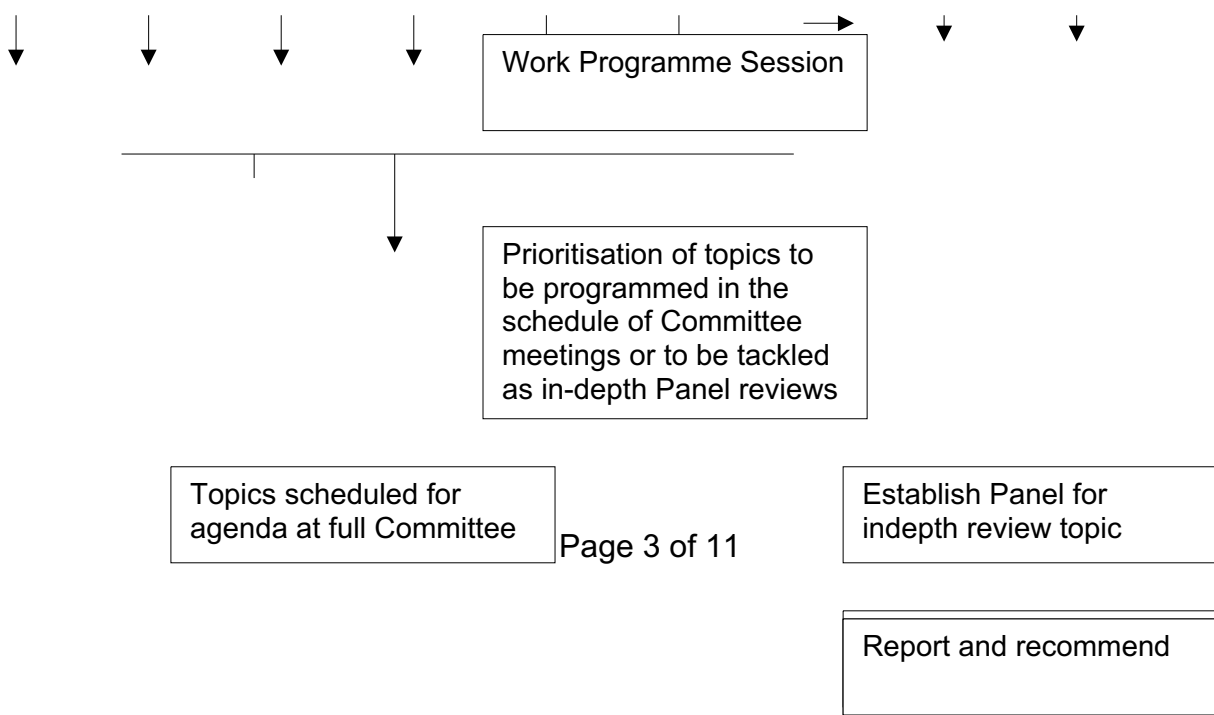 Work Programme Session
Prioritisation of topics to
be programmed in the
schedule of Committee
meetings or to be tackled
as in-depth Panel reviews
Topics scheduled for
agenda at full Committee
Establish Panel for
indepth review topic
Page 3 of 11
Report and recommend